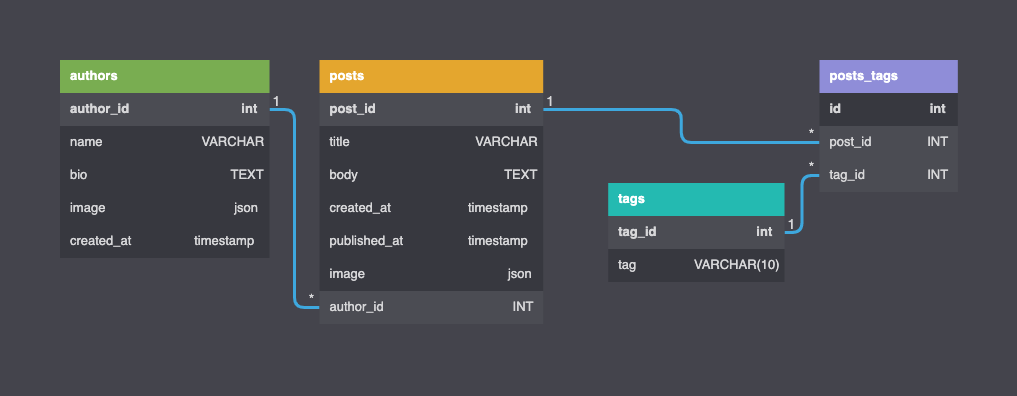 authors
author_id int 1
name VARCHAR
bio TEXT
image json
created_at timestamp
posts
post_id int 1
title VARCHAR
body TEXT
created_at timestamp
published_at timestamp
image json
* author_id INT
tags
tag_id int 1
tag VARCHAR(10)
posts_tags
id int
* post_id INT
* tag_id INT